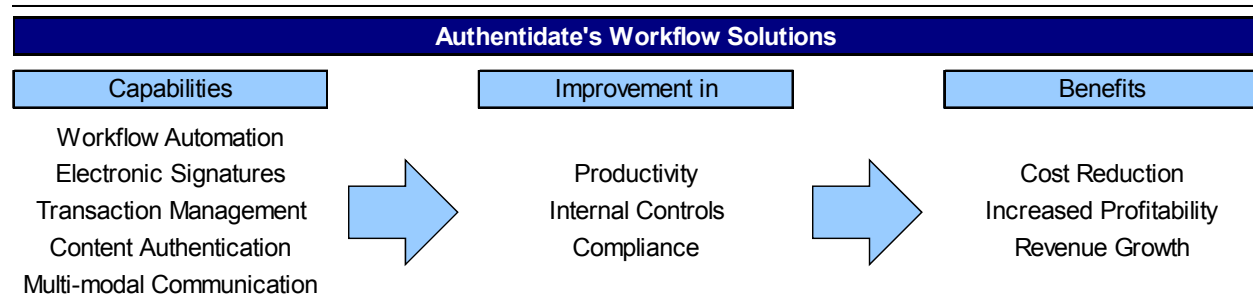 Authentidate's Workflow Solutions
Capabilities
Improvement in
Benefits
Workflow Automation
Electronic Signatures
Transaction Management
Content Authentication
Multi-modal Communication
Productivity
Internal Controls
Compliance
Cost Reduction
Increased Profitability
Revenue Growth